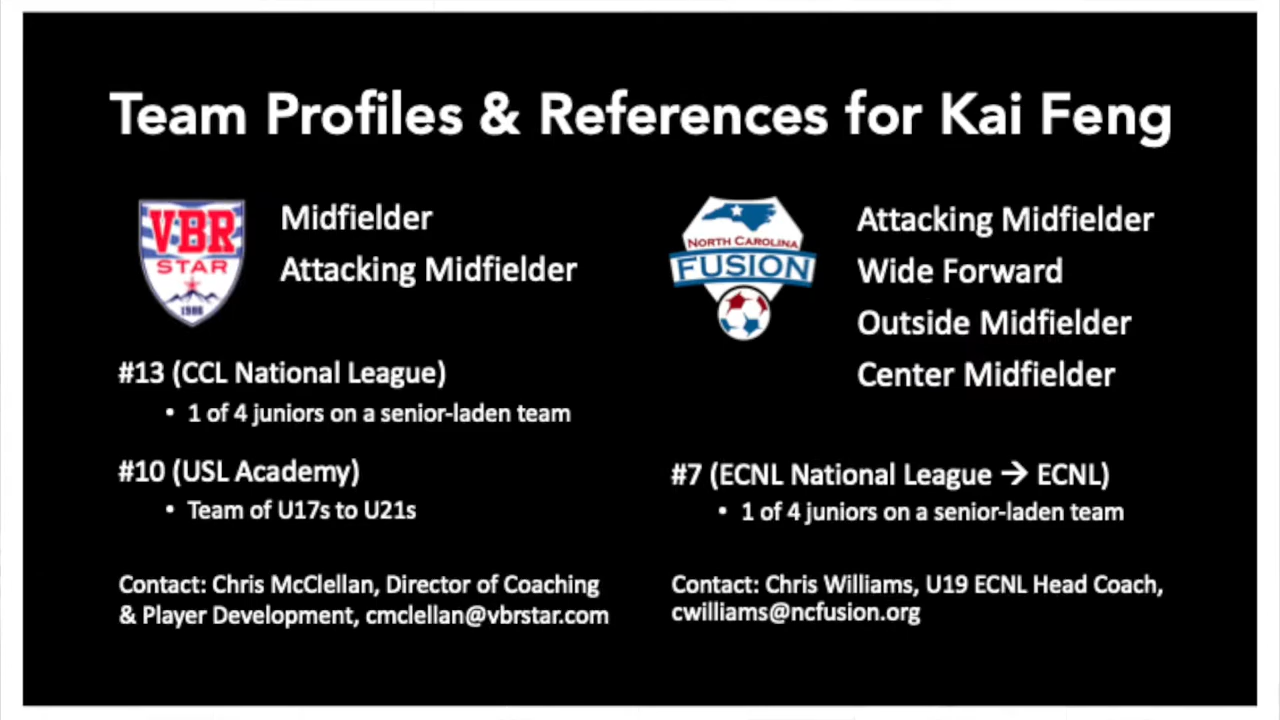 Team Profiles & References for Kai Feng
VBR
STAR
1986
Midfielder
Attacking Midfielder
#13 (CCL National League)
• 1 of 4 juniors on a senior-laden team
#10 (USL Academy)
• Team of U17s to U21s
Contact: Chris McClellan, Director of Coaching
& Player Development, cmclellan@vbrstar.com
NORTH CAROLINA
FUSION
Attacking Midfielder
Wide Forward
Outside Midfielder
Center Midfielder
#7 (ECNL National League → ECNL)
• 1 of 4 juniors on a senior-laden team
Contact: Chris Williams, U19 ECNL Head Coach,
cwilliams@ncfusion.org